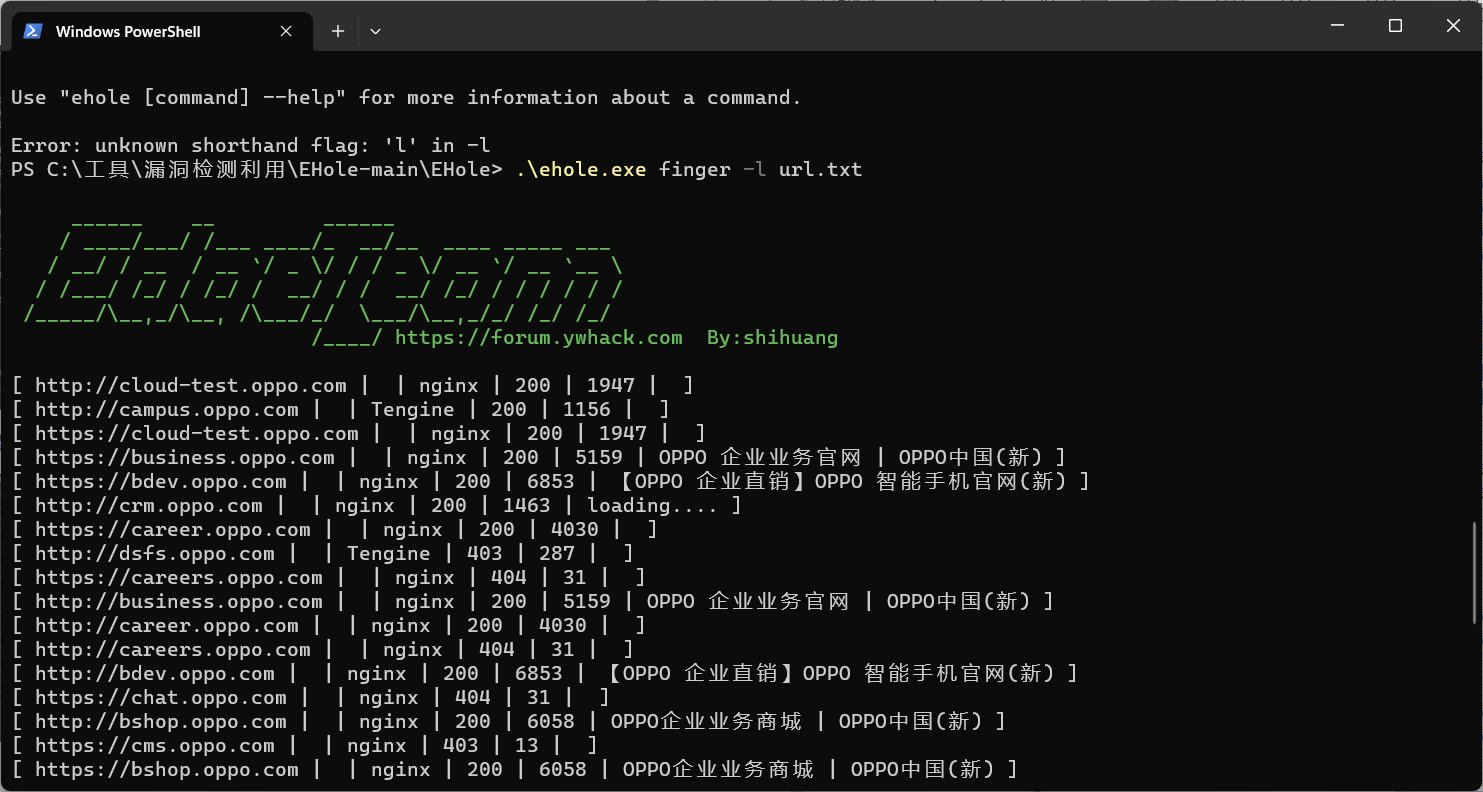 Windows PowerShell
Use "ehole [command] --help" for more information about a command.
Error: unknown shorthand flag: 'l' in -l
PS C:\工具\漏洞检测利用\EHole-main\EHole> .\ehole.exe finger -l url.txt
EdgeTeam
https://forum.ywhack.com  By:shihuang
[ http://cloud-test.oppo.com |  | nginx | 200 | 1947 |  ]
[ http://campus.oppo.com |  | Tengine | 200 | 1156 |  ]
[ https://cloud-test.oppo.com |  | nginx | 200 | 1947 |  ]
[ https://business.oppo.com |  | nginx | 200 | 5159 | OPPO 企业业务官网 | OPPO中国(新) ]
[ https://bdev.oppo.com |  | nginx | 200 | 6853 | 【OPPO 企业直销】OPPO 智能手机官网(新) ]
[ http://crm.oppo.com |  | nginx | 200 | 1463 | loading.... ]
[ https://career.oppo.com |  | nginx | 200 | 4030 |  ]
[ http://dsfs.oppo.com |  | Tengine | 403 | 287 |  ]
[ https://careers.oppo.com |  | nginx | 404 | 31 |  ]
[ http://business.oppo.com |  | nginx | 200 | 5159 | OPPO 企业业务官网 | OPPO中国(新) ]
[ http://career.oppo.com |  | nginx | 200 | 4030 |  ]
[ http://careers.oppo.com |  | nginx | 404 | 31 |  ]
[ http://bdev.oppo.com |  | nginx | 200 | 6853 | 【OPPO 企业直销】OPPO 智能手机官网(新) ]
[ https://chat.oppo.com |  | nginx | 404 | 31 |  ]
[ http://bshop.oppo.com |  | nginx | 200 | 6058 | OPPO企业业务商城 | OPPO中国(新) ]
[ https://cms.oppo.com |  | nginx | 403 | 13 |  ]
[ https://bshop.oppo.com |  | nginx | 200 | 6058 | OPPO企业业务商城 | OPPO中国(新) ]